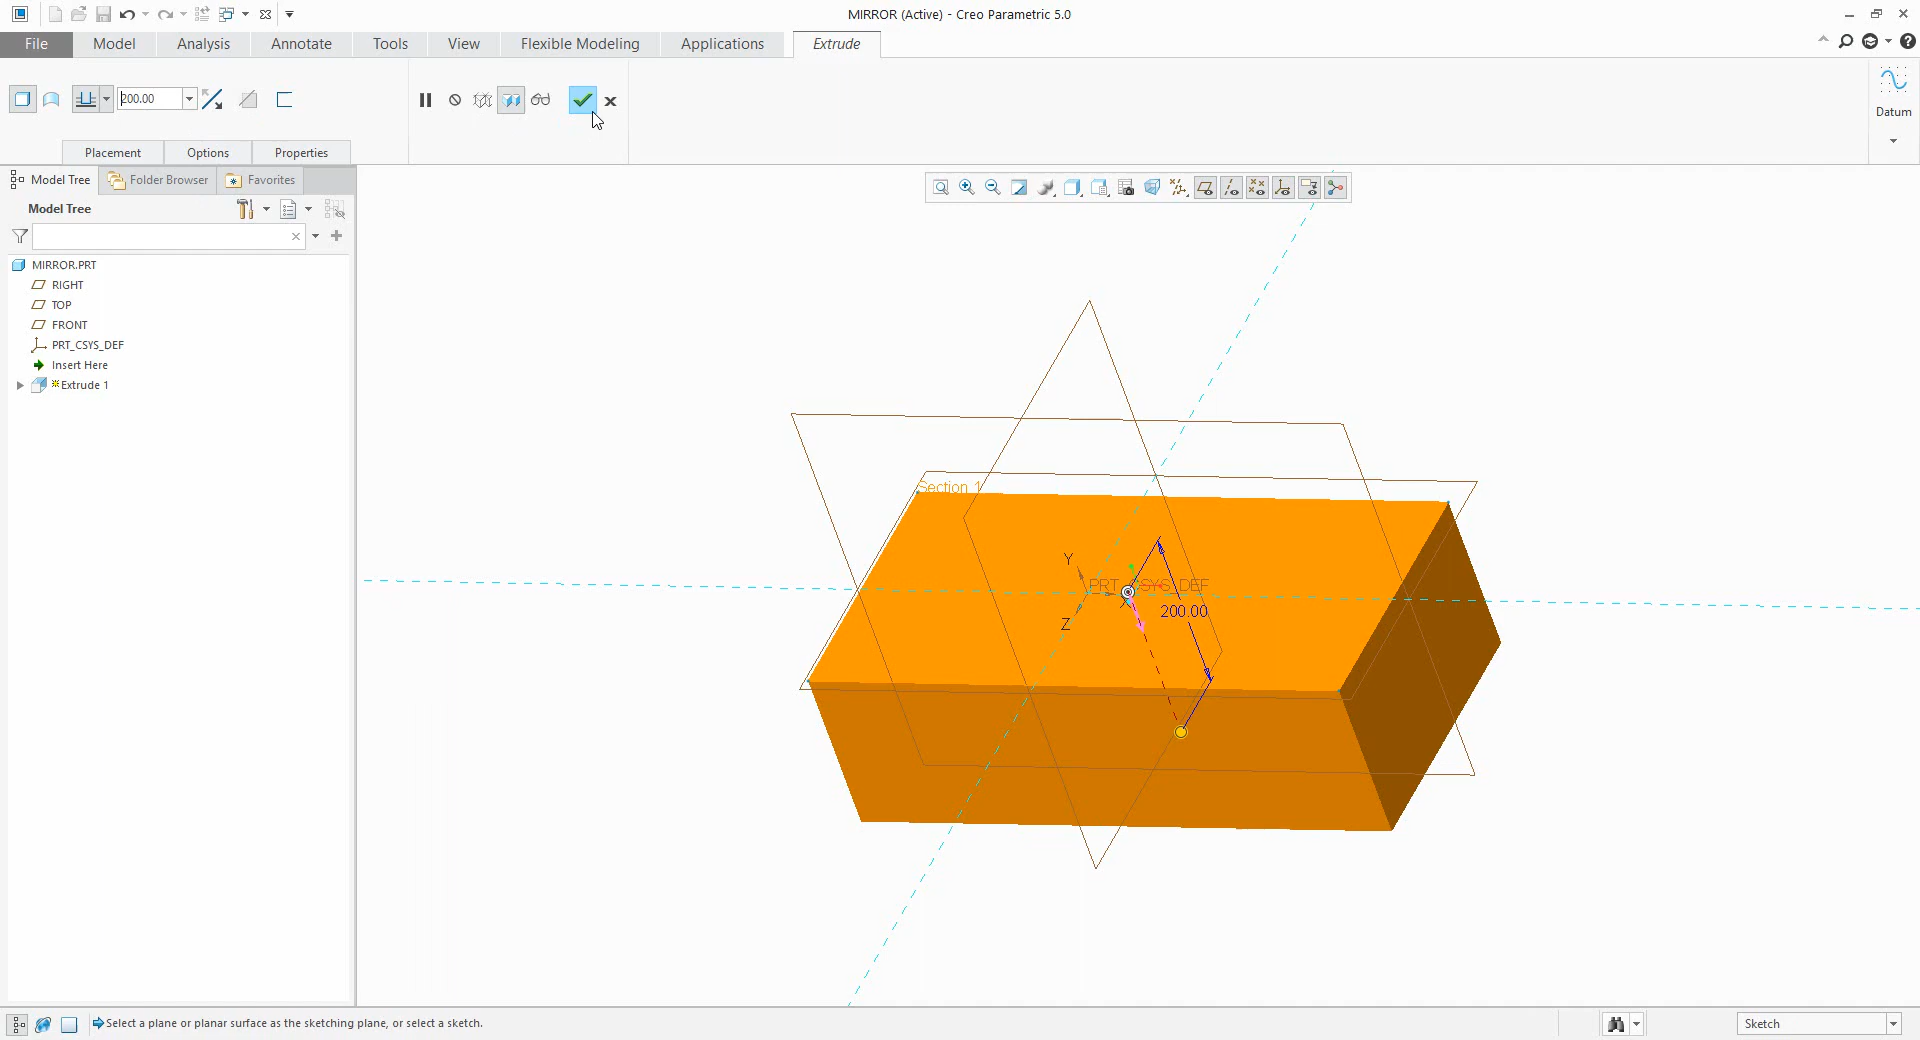 MIRROR (Active) - Creo Parametric 5.0
File Model Analysis Annotate Tools View Flexible Modeling Applications Extrude
200.00
Datum
Placement Options Properties
Model Tree Folder Browser Favorites
Model Tree
MIRROR.PRT
RIGHT
TOP
FRONT
PRT_CSYS_DEF
Insert Here
Extrude 1
Section 1
Y
PRT_CSYS_DEF
X
200.00
Z
Select a plane or planar surface as the sketching plane, or select a sketch.
Sketch